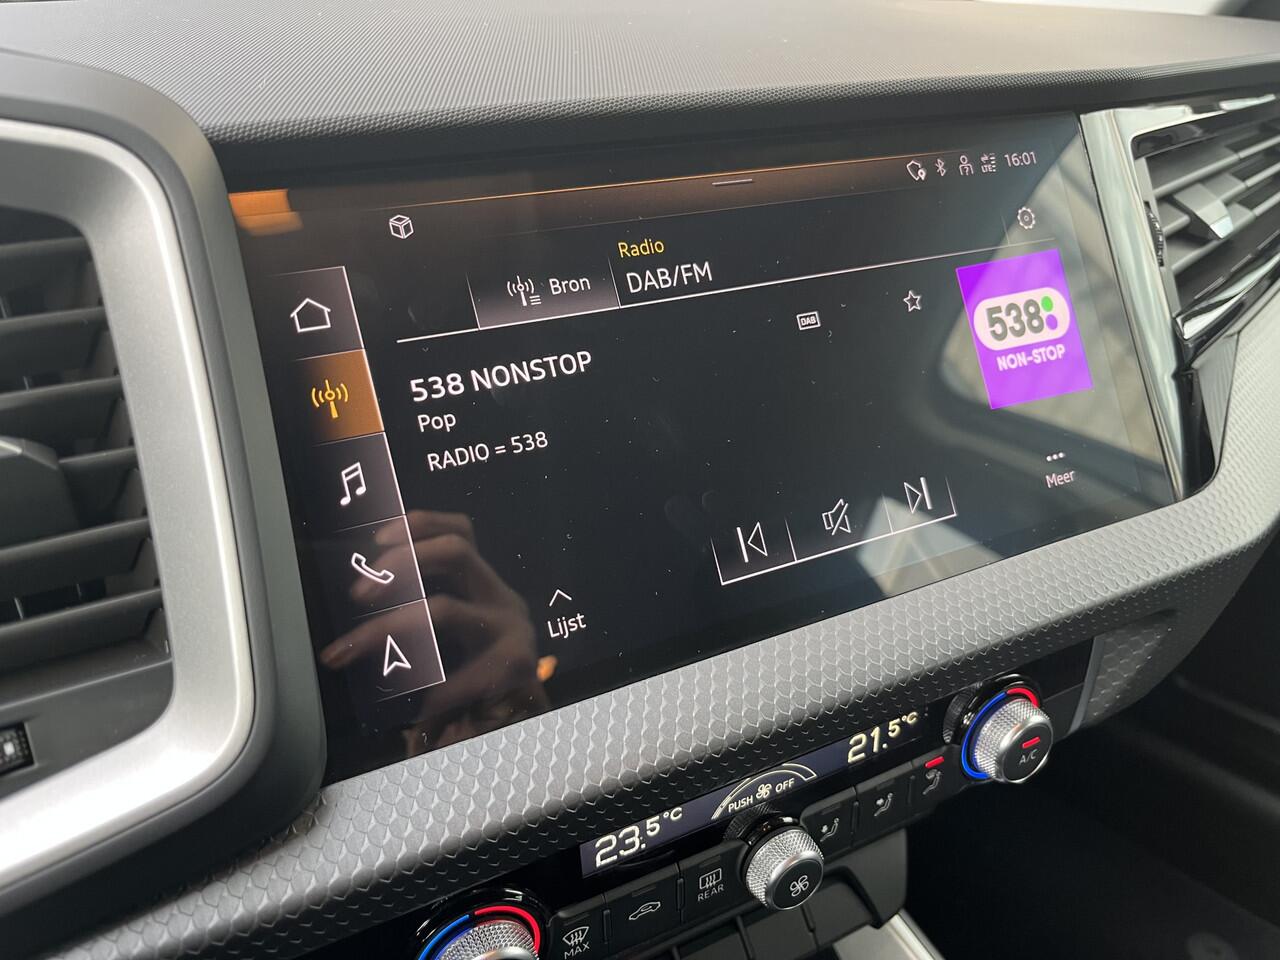 LTE 16:01
Radio
Bron DAB/FM
DAB
538 NONSTOP
Pop
RADIO = 538
538
NON-STOP
Meer
Lijst
23.5°C
PUSH OFF
21.5°C
A/C
REAR
MAX